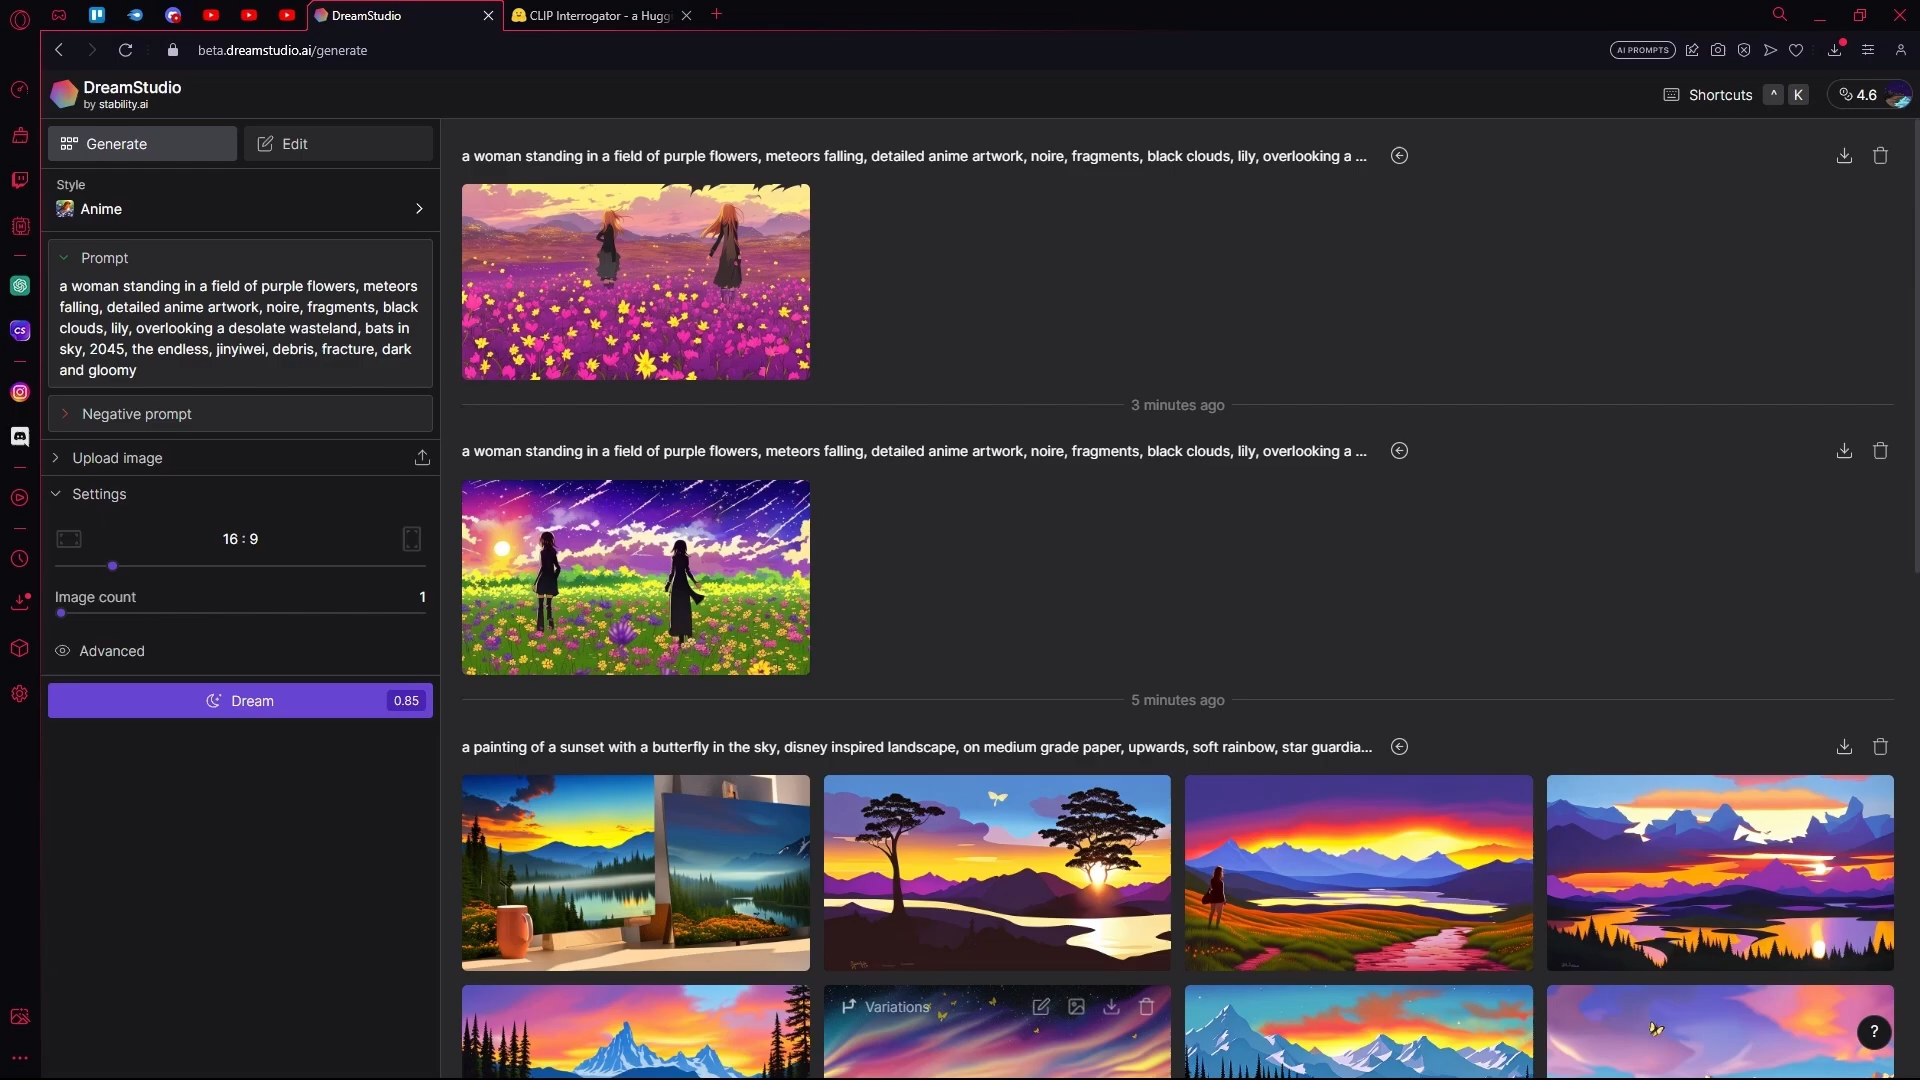 DreamStudio
CLIP Interrogator - a Huggi
beta.dreamstudio.ai/generate
AI PROMPTS
DreamStudio
by stability.ai
Shortcuts ^ K
4.6
Generate
Edit
Style
Anime
Prompt
a woman standing in a field of purple flowers, meteors
falling, detailed anime artwork, noire, fragments, black
clouds, lily, overlooking a desolate wasteland, bats in
sky, 2045, the endless, jinyiwei, debris, fracture, dark
and gloomy
Negative prompt
Upload image
Settings
16 : 9
Image count 1
Advanced
Dream 0.85
a woman standing in a field of purple flowers, meteors falling, detailed anime artwork, noire, fragments, black clouds, lily, overlooking a ...
3 minutes ago
a woman standing in a field of purple flowers, meteors falling, detailed anime artwork, noire, fragments, black clouds, lily, overlooking a ...
5 minutes ago
a painting of a sunset with a butterfly in the sky, disney inspired landscape, on medium grade paper, upwards, soft rainbow, star guardia...
Variations
?
CS